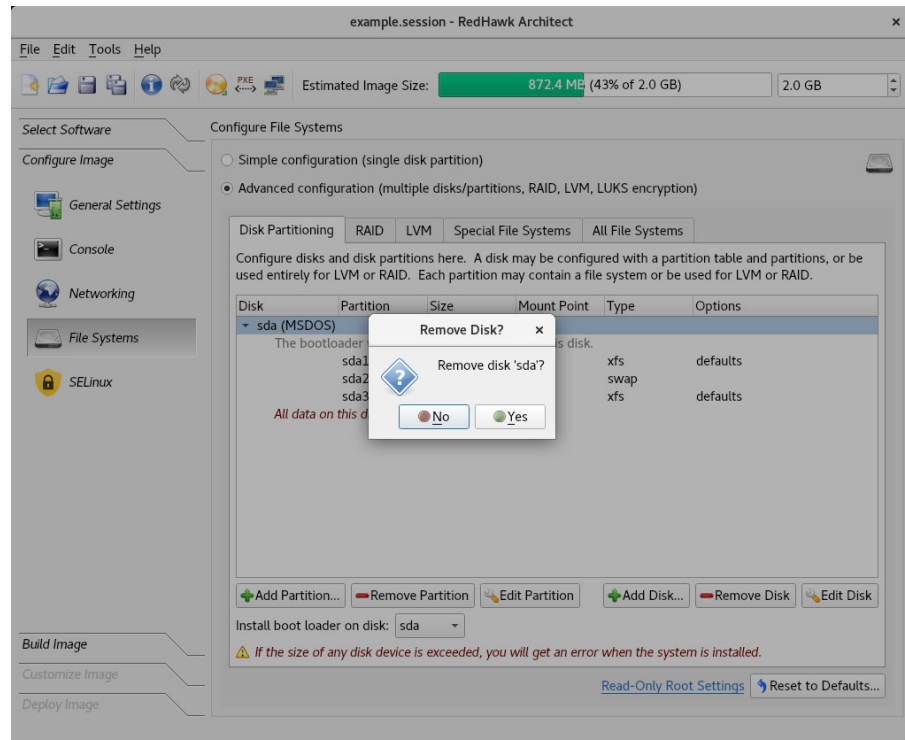 example.session - RedHawk Architect
File Edit Tools Help
PXE
Estimated Image Size: 872.4 MB (43% of 2.0 GB) 2.0 GB
Select Software
Configure File Systems
Configure Image
Simple configuration (single disk partition)
Advanced configuration (multiple disks/partitions, RAID, LVM, LUKS encryption)
General Settings
Console
Networking
File Systems
SELinux
Disk Partitioning RAID LVM Special File Systems All File Systems
Configure disks and disk partitions here. A disk may be configured with a partition table and partitions, or be
used entirely for LVM or RAID. Each partition may contain a file system or be used for LVM or RAID.
Disk Partition Size Mount Point Type Options
sda (MSDOS)
The bootloader is disk.
sda1 xfs defaults
sda2 swap
sda3 xfs defaults
All data on this
Remove Disk? ×
Remove disk 'sda'?
No Yes
Add Partition... Remove Partition Edit Partition Add Disk... Remove Disk Edit Disk
Install boot loader on disk: sda
If the size of any disk device is exceeded, you will get an error when the system is installed.
Read-Only Root Settings Reset to Defaults...
Build Image
Customize Image
Deploy Image